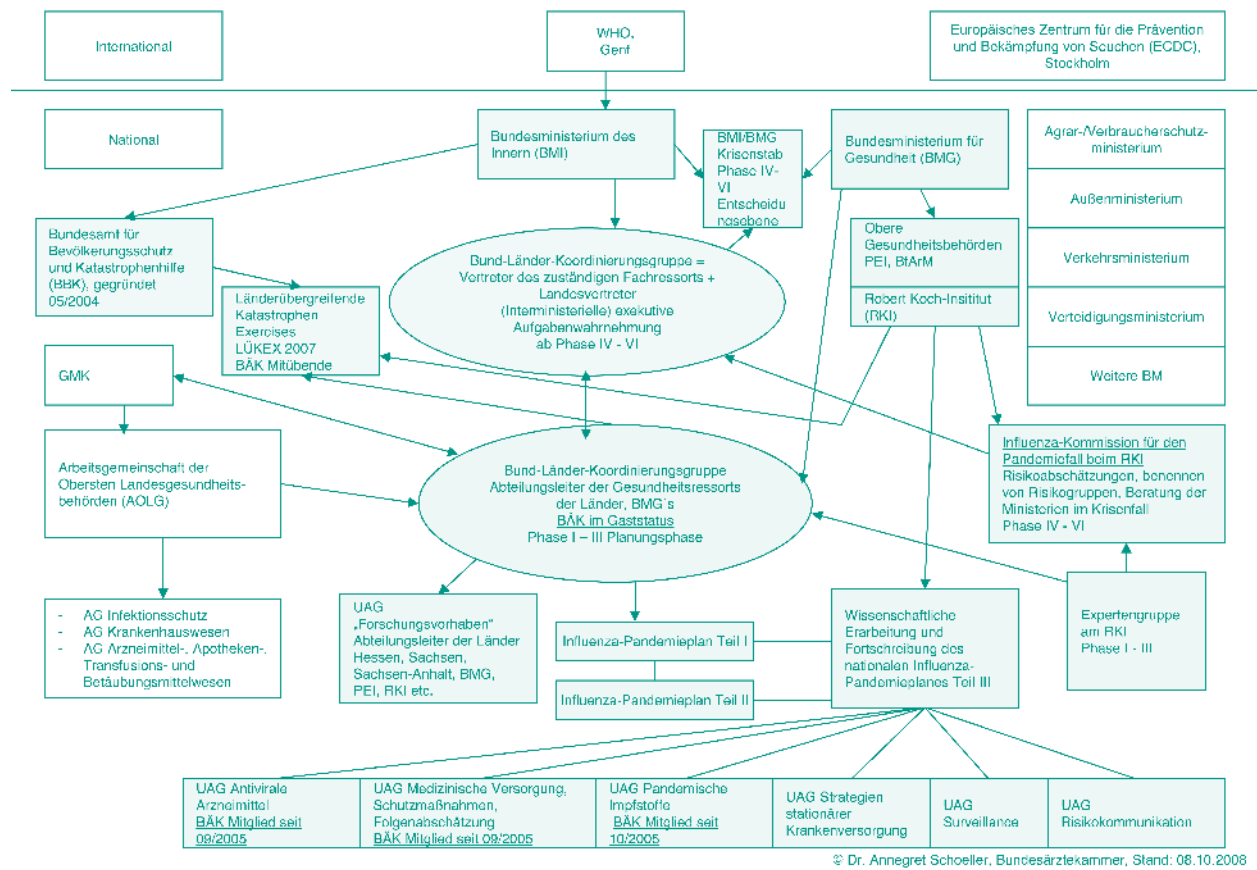 International
WHO,
Genf
Europäisches Zentrum für die Prävention
und Bekämpfung von Seuchen (ECDC),
Stockholm
National
Bundesministerium des
Innern (BMI)
BMI/BMG
Krisenstab
Phase IV-
VI
Entscheidu
ngsebene
Bundesministerium für
Gesundheit (BMG)
Agrar-/Verbraucherschutz-
ministerium
Außenministerium
Verkehrsministerium
Verteidigungsministerium
Weitere BM
Bundesamt für
Bevölkerungsschutz
und Katastrophenhilfe
(BBK), gegründet
05/2004
Länderübergreifende
Katastrophen
Exercises
LÜKEX 2007
BÄK Mitübende
Bund-Länder-Koordinierungsgruppe =
Vertreter des zuständigen Fachressorts +
Landesvertreter
(Interministerielle) exekutive
Aufgabenwahrnehmung
ab Phase IV - VI
Obere
Gesundheitsbehörden
PEI, BfArM
Robert Koch-Insititut
(RKI)
GMK
Arbeitsgemeinschaft der
Obersten Landesgesundheits-
behörden (AOLG)
Bund-Länder-Koordinierungsgruppe
Abteilungsleiter der Gesundheitsressorts
der Länder, BMG`s
BÄK im Gaststatus
Phase I – III Planungsphase
Influenza-Kommission für den
Pandemiefall beim RKI
Risikoabschätzungen, benennen
von Risikogruppen, Beratung der
Ministerien im Krisenfall
Phase IV - VI
- AG Infektionsschutz
- AG Krankenhauswesen
- AG Arzneimittel-, Apotheken-,
Transfusions- und
Betäubungsmittelwesen
UAG
„Forschungsvorhaben"
Abteilungsleiter der Länder
Hessen, Sachsen,
Sachsen-Anhalt, BMG,
PEI, RKI etc.
Influenza-Pandemieplan Teil I
Influenza-Pandemieplan Teil II
Wissenschaftliche
Erarbeitung und
Fortschreibung des
nationalen Influenza-
Pandemieplanes Teil III
Expertengruppe
am RKI
Phase I - III
UAG Antivirale
Arzneimittel
BÄK Mitglied seit
09/2005
UAG Medizinische Versorgung,
Schutzmaßnahmen,
Folgenabschätzung
BÄK Mitglied seit 09/2005
UAG Pandemische
Impfstoffe
BÄK Mitglied seit
10/2005
UAG Strategien
stationärer
Krankenversorgung
UAG
Surveillance
UAG
Risikokommunikation
© Dr. Annegret Schoeller, Bundesärztekammer, Stand: 08.10.2008